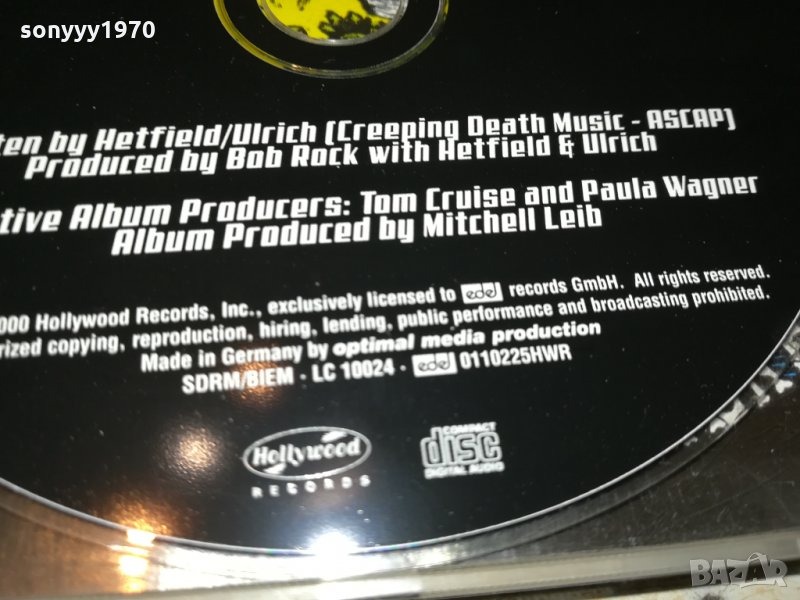 sonyyy1970
ten by Hetfield/Ulrich (Creeping Death Music - ASCAP)
Produced by Bob Rock with Hetfield & Ulrich
tive Album Producers: Tom Cruise and Paula Wagner
Album Produced by Mitchell Leib
000 Hollywood Records, Inc., exclusively licensed to edel records GmbH. All rights reserved.
rized copying, reproduction, hiring, lending, public performance and broadcasting prohibited.
Made in Germany by optimal media production
SDRM/BIEM · LC 10024 · edel 0110225HWR
Hollywood
RECORDS
COMPACT
disc
DIGITAL AUDIO
BAZAR